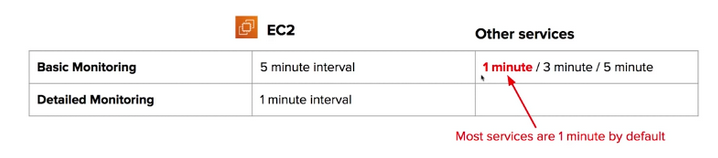 EC2
Other services
Basic Monitoring
5 minute interval
1 minute / 3 minute / 5 minute
Detailed Monitoring
1 minute interval
Most services are 1 minute by default